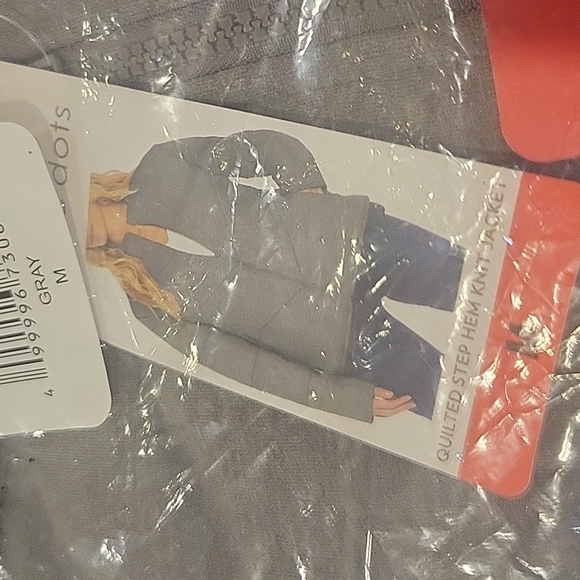 dots
QUILTED STEP HEM KNIT JACKET
M
GRAY
M